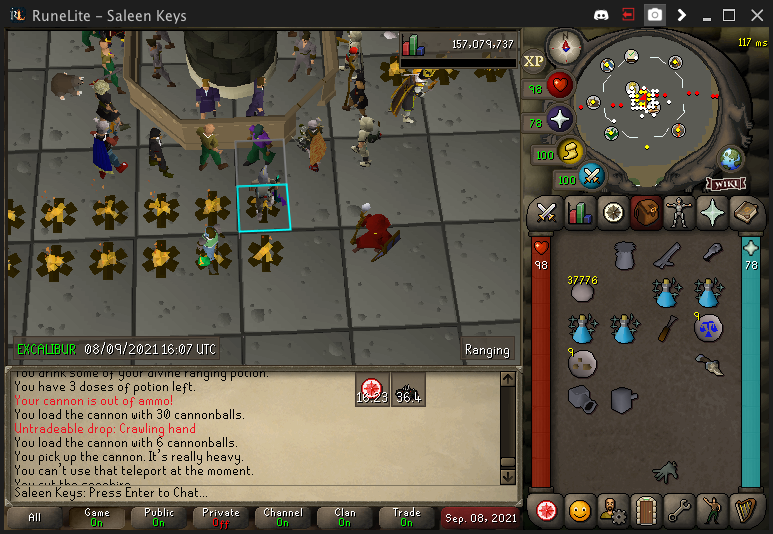 RuneLite - Saleen Keys
157,079,737
XP
117 ms
98
78
100
100
WIKI
98
78
37776
9
9
EXCALIBUR 08/09/2021 16:07 UTC
Ranging
You drink some of your divine ranging potion.
You have 3 doses of potion left.
Your cannon is out of ammo!
You load the cannon with 30 cannonballs.
Untradeable drop: Crawling hand
You load the cannon with 6 cannonballs.
You pick up the cannon. It's really heavy.
You can't use that teleport at the moment.
You cut the sapphire.
16:23
36.4
Saleen Keys: Press Enter to Chat...
All
Game
On
Public
On
Private
Off
Channel
On
Clan
On
Trade
On
Sep. 08, 2021